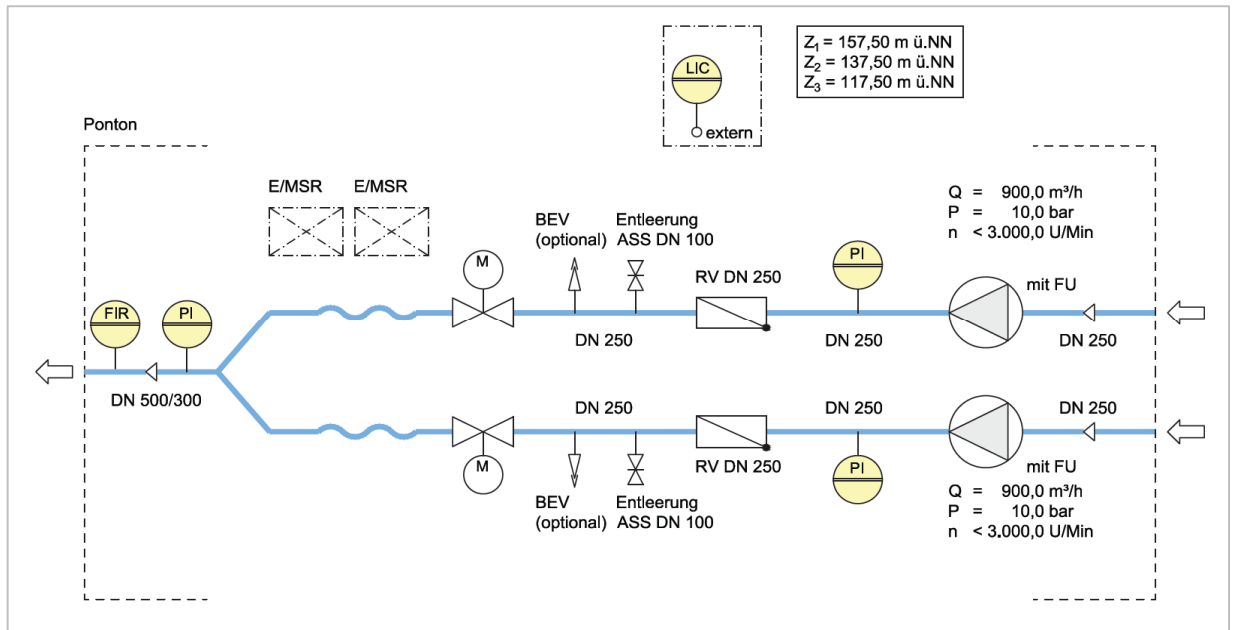 Z1 = 157,50 m ü.NN
Z2 = 137,50 m ü.NN
Z3 = 117,50 m ü.NN
LIC
extern
Ponton
E/MSR E/MSR
Q = 900,0 m³/h
P = 10,0 bar
n < 3.000,0 U/Min
BEV
(optional)
Entleerung
ASS DN 100
M
PI
RV DN 250
mit FU
FIR
PI
DN 250
DN 250
DN 250
DN 500/300
DN 250
DN 250
DN 250
M
RV DN 250
PI
mit FU
BEV
(optional)
Entleerung
ASS DN 100
Q = 900,0 m³/h
P = 10,0 bar
n < 3.000,0 U/Min